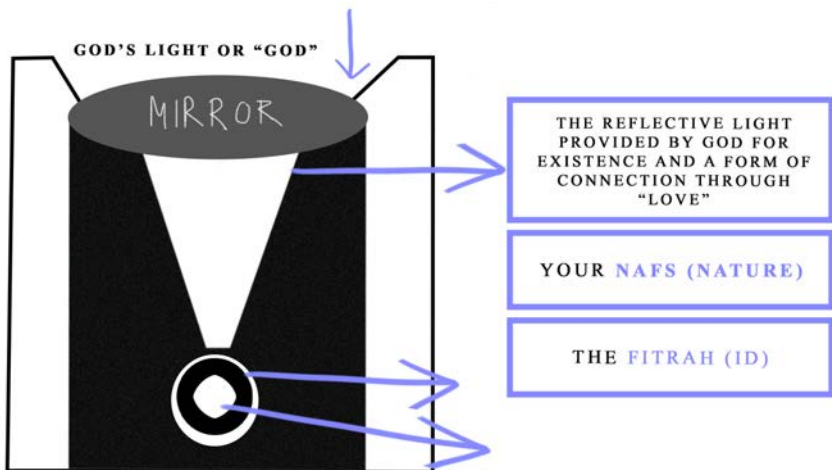 GOD'S LIGHT OR “GOD”
MIRROR
THE REFLECTIVE LIGHT
PROVIDED BY GOD FOR
EXISTENCE AND A FORM OF
CONNECTION THROUGH
“LOVE”
YOUR NAFS (NATURE)
THE FITRAH (ID)